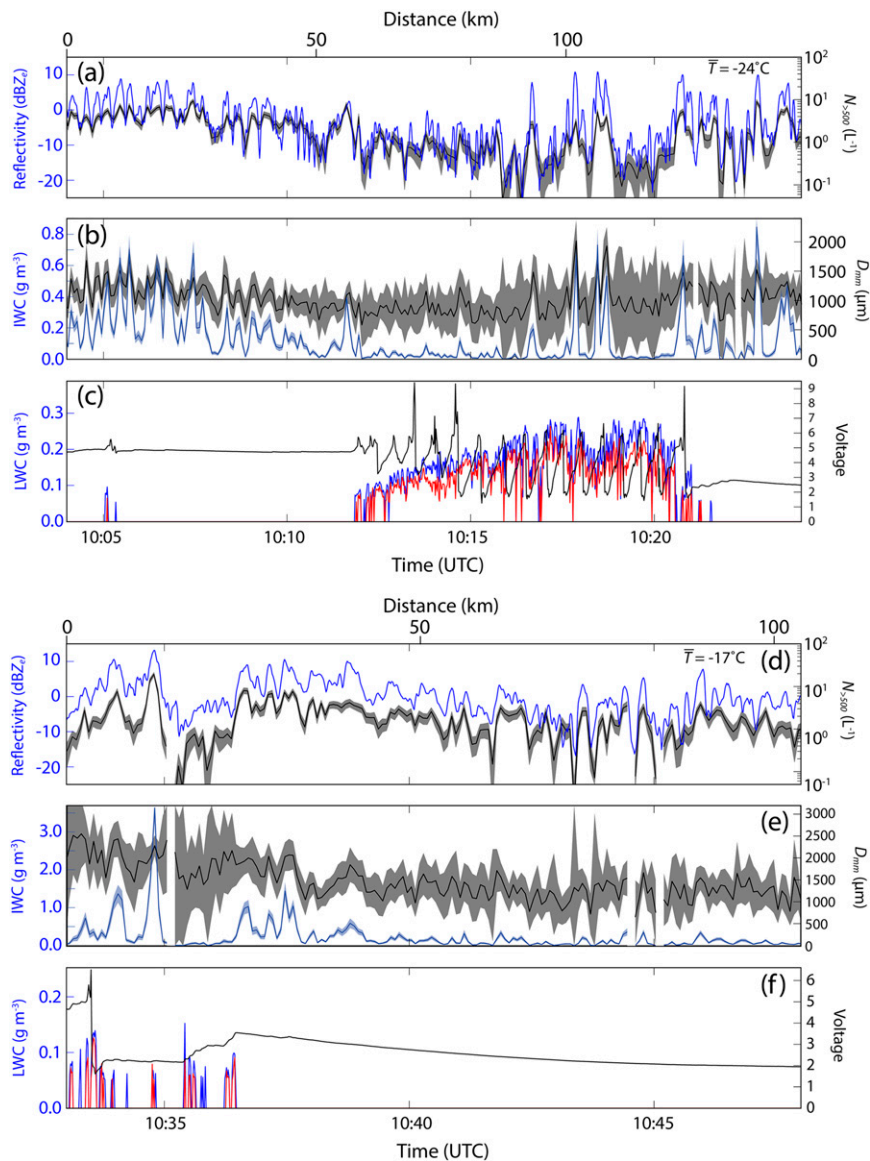 Distance (km)
0 50 100
(a) T̅ = -24°C
Reflectivity (dBZe)
10
0
-10
-20
10²
10¹
10⁰
10⁻¹
N>500 (L⁻¹)
(b)
IWC (g m⁻³)
0.8
0.6
0.4
0.2
0.0
2000
1500
1000
500
0
Dmm (μm)
(c)
LWC (g m⁻³)
0.3
0.2
0.1
0.0
9
8
7
6
5
4
3
2
1
0
Voltage
10:05 10:10 10:15 10:20
Time (UTC)
Distance (km)
0 50 100
T̅ = -17°C (d)
Reflectivity (dBZe)
10
0
-10
-20
10²
10¹
10⁰
10⁻¹
N>500 (L⁻¹)
(e)
IWC (g m⁻³)
3.0
2.0
1.0
0.0
3000
2500
2000
1500
1000
500
0
Dmm (μm)
(f)
LWC (g m⁻³)
0.2
0.1
0.0
6
5
4
3
2
1
0
Voltage
10:35 10:40 10:45
Time (UTC)